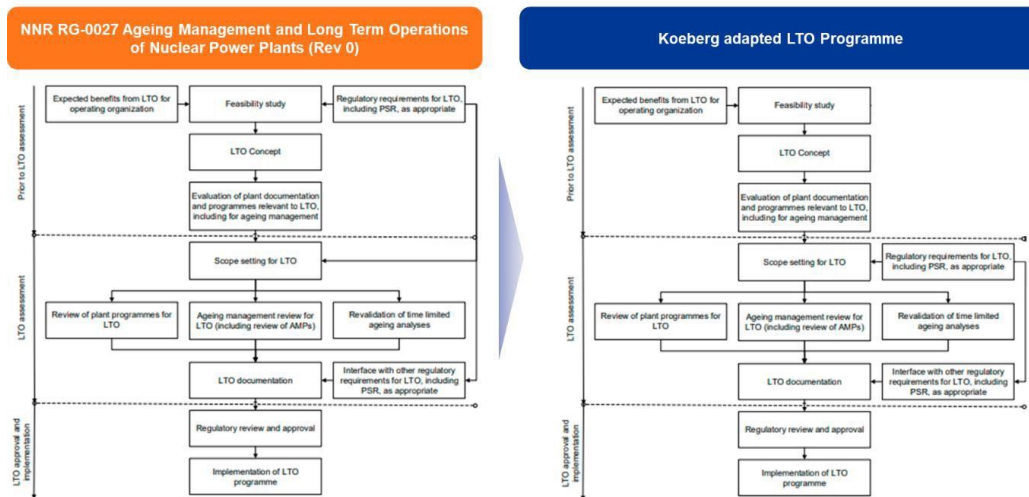 NNR RG-0027 Ageing Management and Long Term Operations
of Nuclear Power Plants (Rev 0)
Koeberg adapted LTO Programme
Prior to LTO assessment
Expected benefits from LTO for
operating organization
Feasibility study
Regulatory requirements for LTO,
including PSR, as appropriate
LTO Concept
Evaluation of plant documentation
and programmes relevant to LTO,
including for ageing management
LTO assessment
Scope setting for LTO
Review of plant programmes for
LTO
Ageing management review for
LTO (including review of AMPs)
Revalidation of time limited
ageing analyses
LTO documentation
Interface with other regulatory
requirements for LTO, including
PSR, as appropriate
LTO approval and
implementation
Regulatory review and approval
Implementation of LTO
programme
Prior to LTO assessment
Expected benefits from LTO for
operating organization
Feasibility study
LTO Concept
Evaluation of plant documentation
and programmes relevant to LTO,
including for ageing management
LTO assessment
Scope setting for LTO
Regulatory requirements for LTO,
including PSR, as appropriate
Review of plant programmes for
LTO
Ageing management review for
LTO (including review of AMPs)
Revalidation of time limited
ageing analyses
LTO documentation
Interface with other regulatory
requirements for LTO, including
PSR, as appropriate
LTO approval and
implementation
Regulatory review and approval
Implementation of LTO
programme